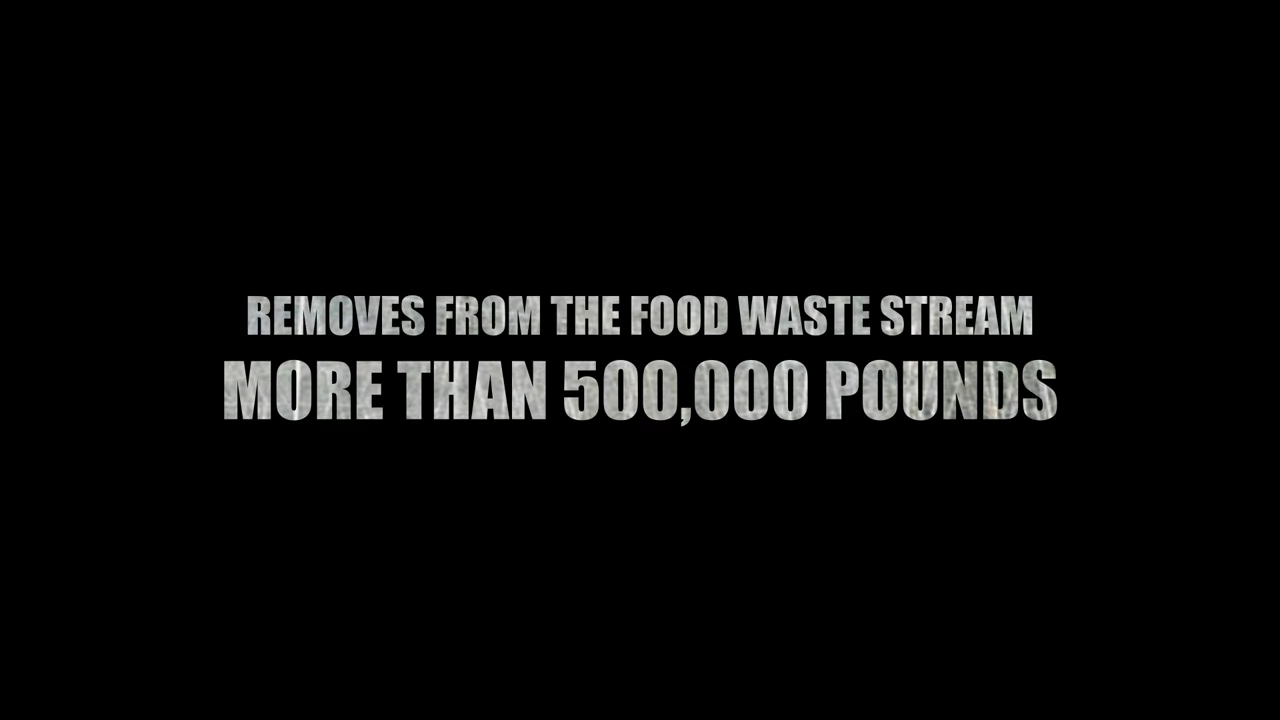 REMOVES FROM THE FOOD WASTE STREAM
MORE THAN 500,000 POUNDS